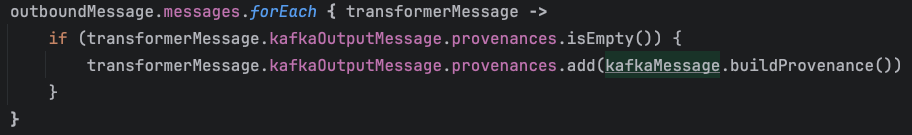 outboundMessage.messages.forEach { transformerMessage ->
    if (transformerMessage.kafkaOutputMessage.provenances.isEmpty()) {
        transformerMessage.kafkaOutputMessage.provenances.add(kafkaMessage.buildProvenance())
    }
}